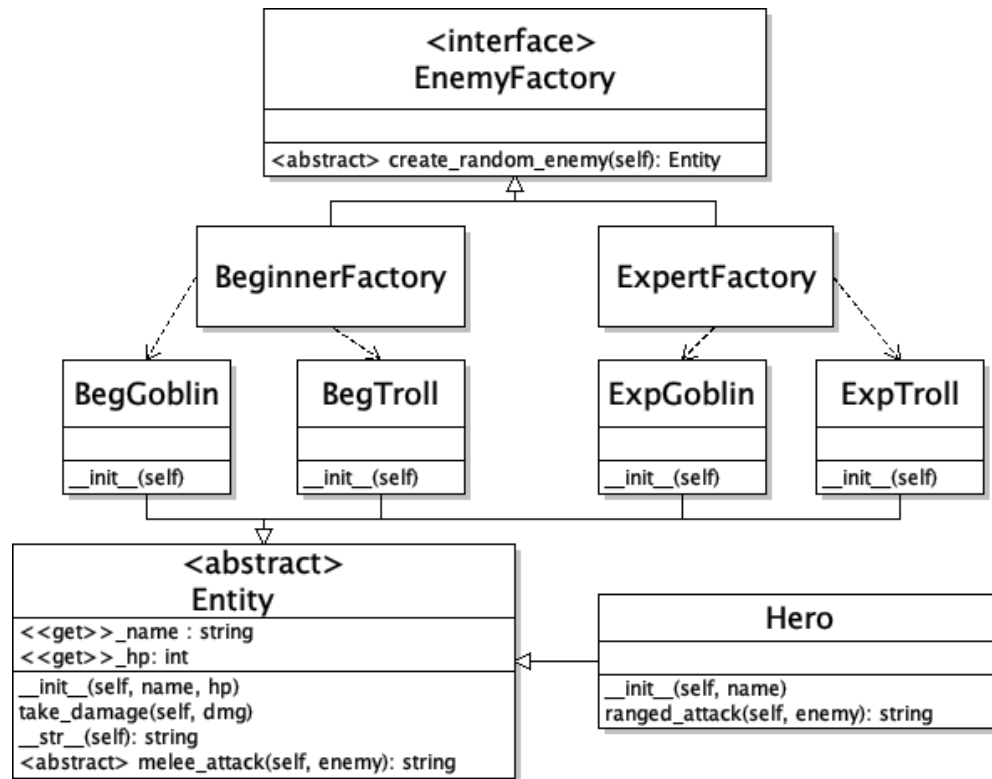 <interface>
EnemyFactory
<abstract> create_random_enemy(self): Entity
BeginnerFactory
ExpertFactory
BegGoblin
__init__(self)
BegTroll
__init__(self)
ExpGoblin
__init__(self)
ExpTroll
__init__(self)
<abstract>
Entity
<<get>>_name : string
<<get>>_hp: int
__init__(self, name, hp)
take_damage(self, dmg)
__str__(self): string
<abstract> melee_attack(self, enemy): string
Hero
__init__(self, name)
ranged_attack(self, enemy): string